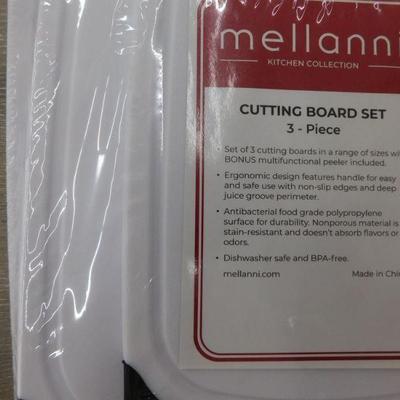 mellanni
KITCHEN COLLECTION
CUTTING BOARD SET
3 - Piece
• Set of 3 cutting boards in a range of sizes
BONUS multifunctional peeler included.
• Ergonomic design features handle for easy
and safe use with non-slip edges and deep
juice groove perimeter.
• Antibacterial food grade polypropylene
surface for durability. Nonporous material is
stain-resistant and doesn't absorb flavors or
odors.
• Dishwasher safe and BPA-free.
mellanni.com Made in